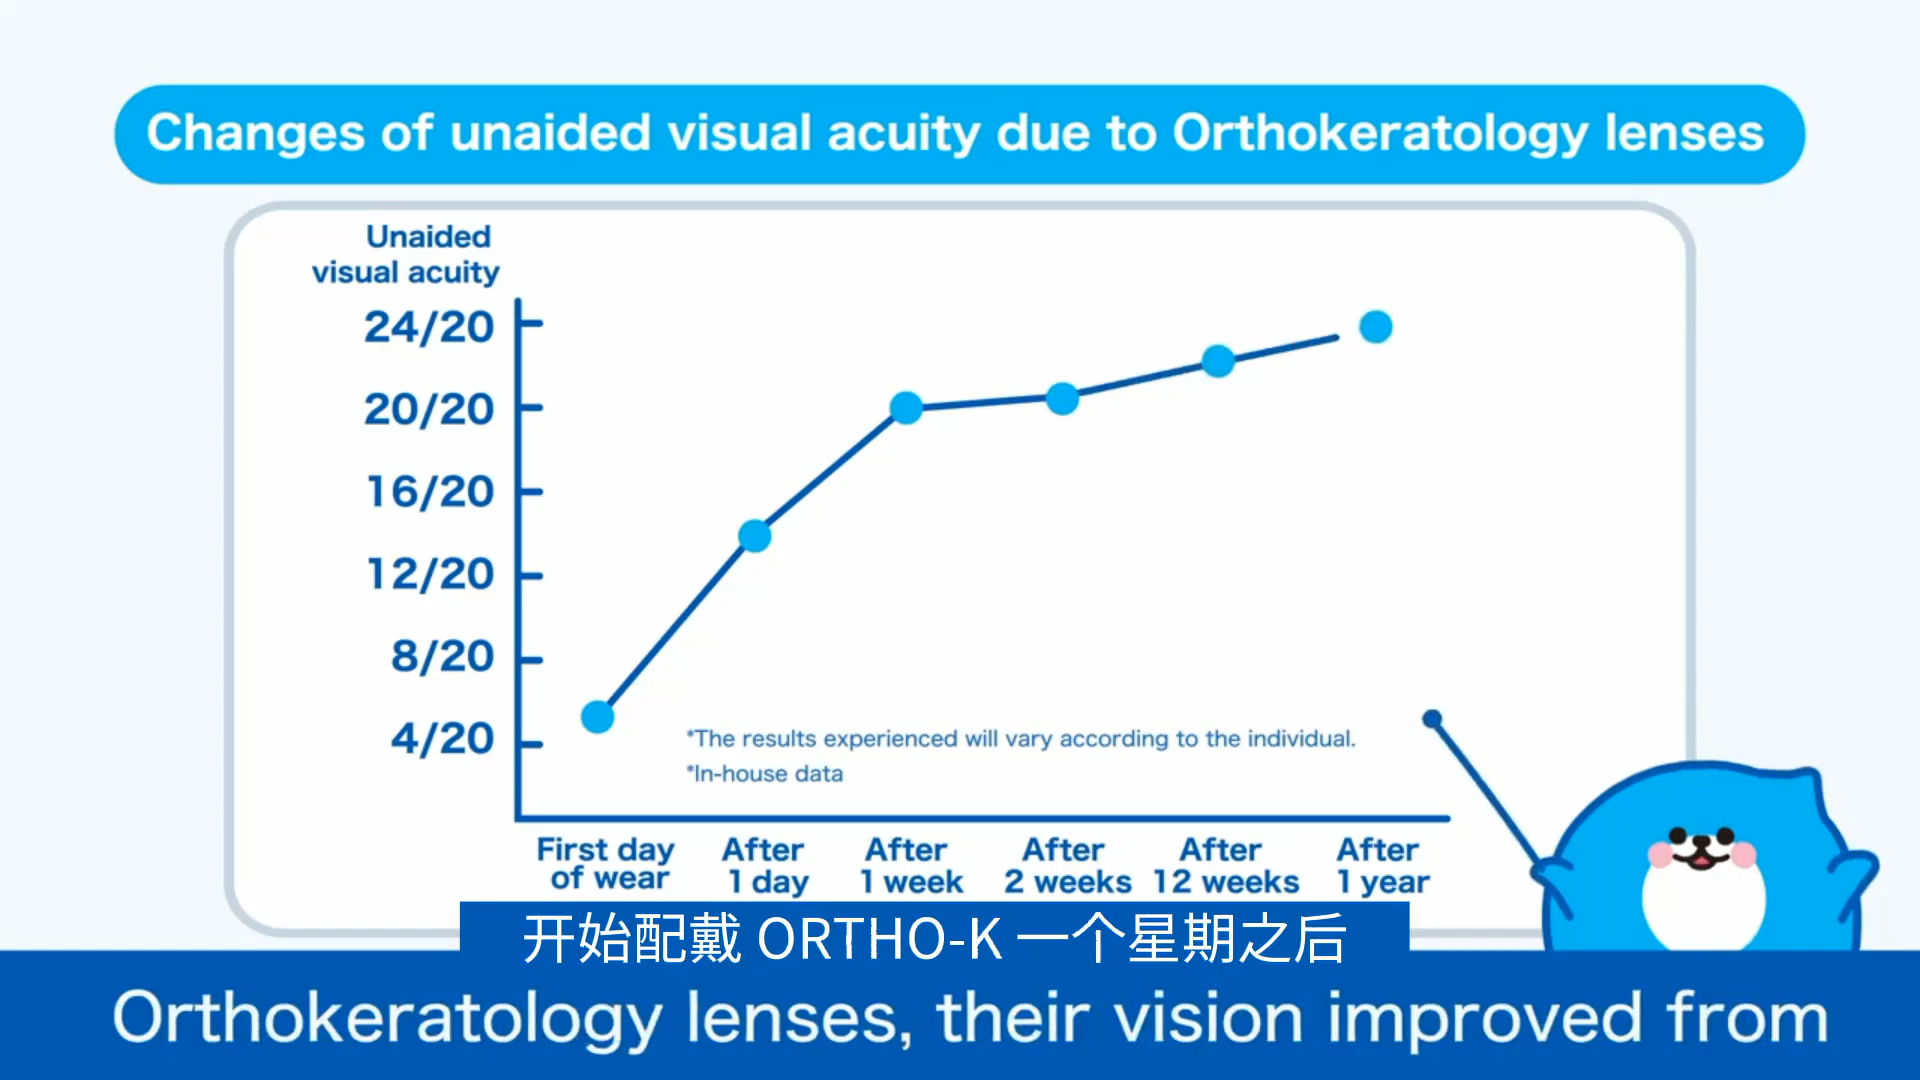 Changes of unaided visual acuity due to Orthokeratology lenses
Unaided
visual acuity
24/20
20/20
16/20
12/20
8/20
4/20
*The results experienced will vary according to the individual.
*In-house data
First day
of wear
After
1 day
After
1 week
After
2 weeks
After
12 weeks
After
1 year
开始配戴 ORTHO-K 一个星期之后
Orthokeratology lenses, their vision improved from